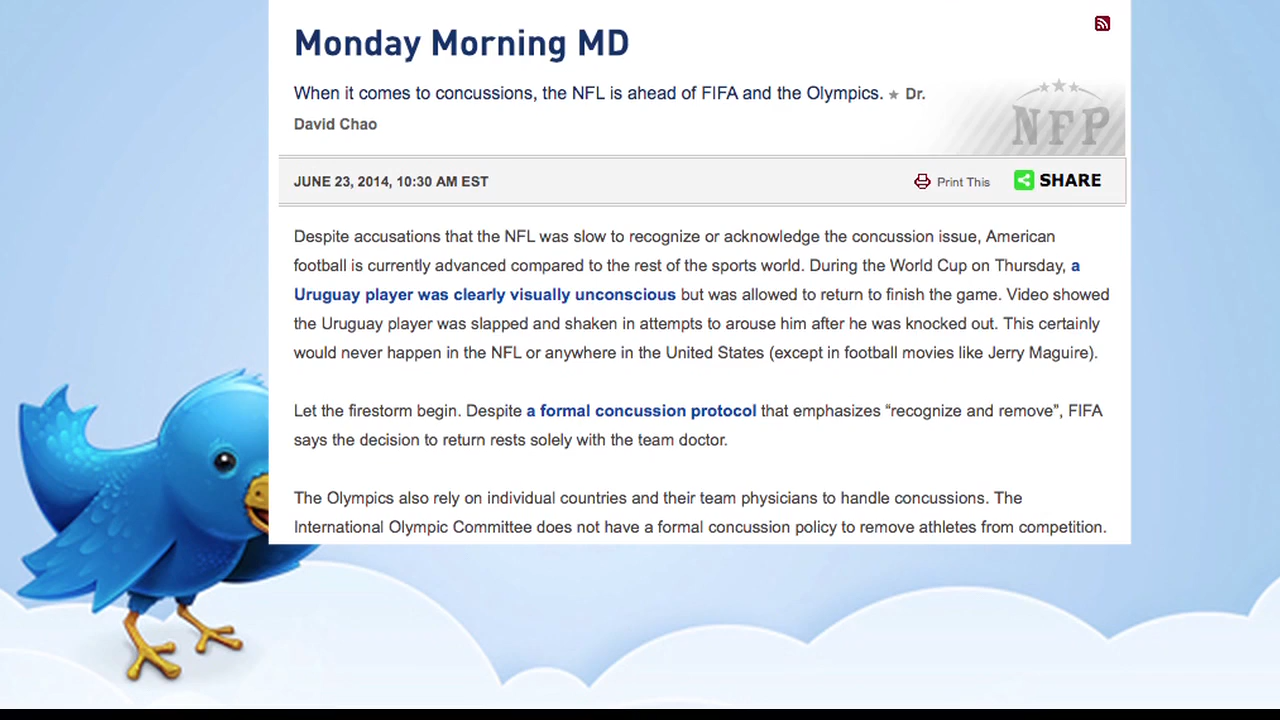 Monday Morning MD
When it comes to concussions, the NFL is ahead of FIFA and the Olympics. ★ Dr.
David Chao
NFP
JUNE 23, 2014, 10:30 AM EST
Print This
SHARE
Despite accusations that the NFL was slow to recognize or acknowledge the concussion issue, American
football is currently advanced compared to the rest of the sports world. During the World Cup on Thursday, a
Uruguay player was clearly visually unconscious but was allowed to return to finish the game. Video showed
the Uruguay player was slapped and shaken in attempts to arouse him after he was knocked out. This certainly
would never happen in the NFL or anywhere in the United States (except in football movies like Jerry Maguire).
Let the firestorm begin. Despite a formal concussion protocol that emphasizes “recognize and remove”, FIFA
says the decision to return rests solely with the team doctor.
The Olympics also rely on individual countries and their team physicians to handle concussions. The
International Olympic Committee does not have a formal concussion policy to remove athletes from competition.